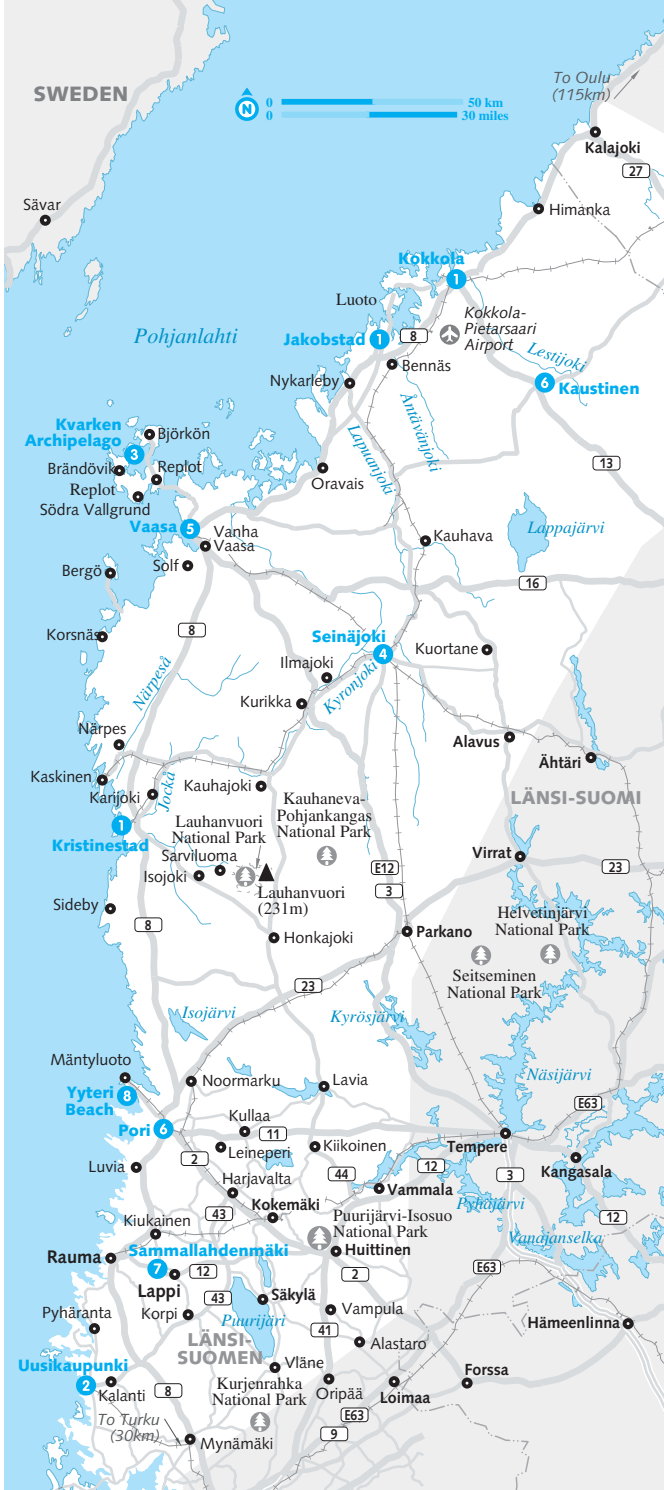 To Oulu
(115km)
SWEDEN
N
0
50 km
0
30 miles
Kalajoki
27
Sävar
Himanka
Kokkola
1
Luoto
Kokkola-
Pietarsaari
Airport
Pohjanlahti
Jakobstad
1
8
Lestijoki
Bennäs
Nykarleby
6
Kaustinen
Åntävänjoki
Lapuanjoki
Kvarken
Archipelago
3
Björkön
Brändövik
Replot
Replot
Södra Vallgrund
Oravais
13
Vaasa
5
Vanha
Vaasa
Kauhava
Lappajärvi
Solf
Bergö
16
8
Korsnäs
Seinäjoki
4
Kuortane
Ilmajoki
Kyronjoki
Närpeså
Kurikka
Närpes
Alavus
Ähtäri
Kaskinen
Karijoki
Jockå
Kauhajoki
LÄNSI-SUOMI
Kauhaneva-
Pohjankangas
National Park
Lauhanvuori
National Park
1
Kristinestad
Sarviluoma
Isojoki
Lauhanvuori
(231m)
E12
3
Virrat
23
Sideby
8
Honkajoki
Parkano
Helvetinjärvi
National Park
Seitseminen
National Park
23
Isojärvi
Kyrösjärvi
Mäntyluoto
Noormarku
Lavia
Näsijärvi
Yyteri
Beach
8
E63
Pori
6
Kullaa
11
Leineperi
Kiikoinen
Tempere
2
Luvia
Harjavalta
44
12
3
Kangasala
Vammala
Pyhäjärvi
43
Kokemäki
12
Kiukainen
Puurijärvi-Isosuo
National Park
Vanajanselka
Rauma
Sammallahdenmäki
7
12
Huittinen
E63
Lappi
2
43
Säkylä
Korpi
Puurijäri
Vampula
Pyhäranta
41
Hämeenlinna
LÄNSI-
SUOMEN
Alastaro
Uusikaupunki
2
Kalanti
Vläne
8
Kurjenrahka
National Park
Oripää
Loimaa
Forssa
To Turku
(30km)
E63
9
Mynämäki